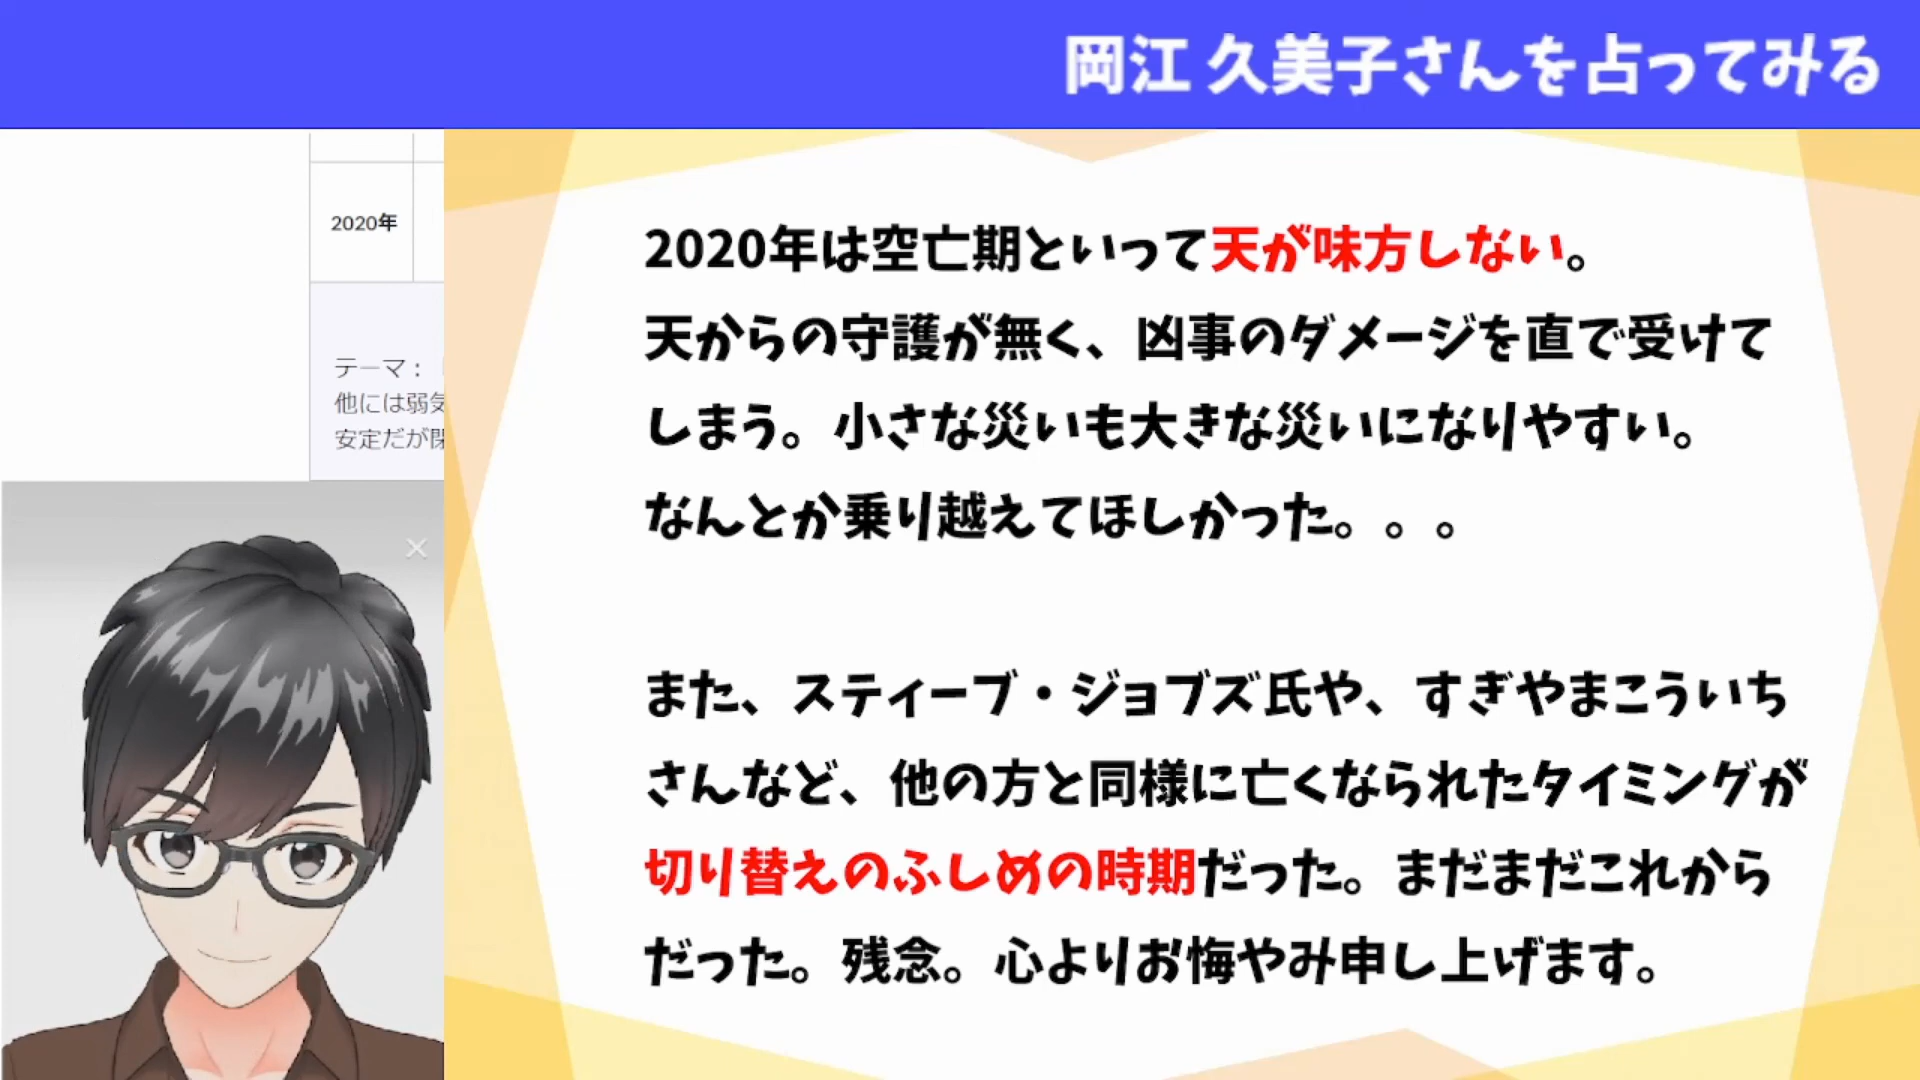 岡江 久美子さんを占ってみる
2020年
テーマ：
他には弱気
安定だが
2020年は空亡期といって天が味方しない。
天からの守護が無く、凶事のダメージを直で受けて
しまう。小さな災いも大きな災いになりやすい。
なんとか乗り越えてほしかった。。。
また、スティーブ・ジョブズ氏や、すぎやまこういち
さんなど、他の方と同様に亡くなられたタイミングが
切り替えのふしめの時期だった。まだまだこれから
だった。残念。心よりお悔やみ申し上げます。